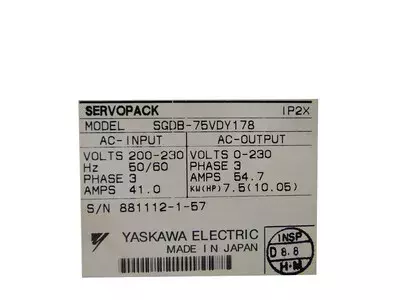 SERVOPACK IP2X
MODEL SGDB-75VDY178
AC-INPUT AC-OUTPUT
VOLTS 200-230 VOLTS 0-230
Hz 50/60 PHASE 3
PHASE 3 AMPS 54.7
AMPS 41.0 KW(HP) 7.5(10.05)
S/N 881112-1-57
YASKAWA ELECTRIC
MADE IN JAPAN
INSP
D 8.8
H·M